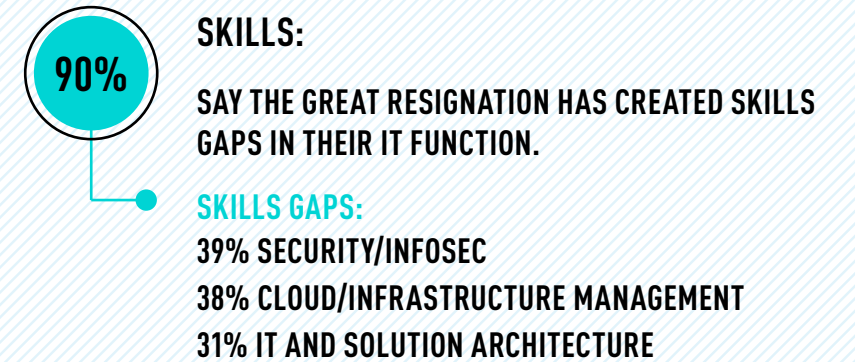 90%
SKILLS:
SAY THE GREAT RESIGNATION HAS CREATED SKILLS
GAPS IN THEIR IT FUNCTION.
SKILLS GAPS:
39% SECURITY/INFOSEC
38% CLOUD/INFRASTRUCTURE MANAGEMENT
31% IT AND SOLUTION ARCHITECTURE